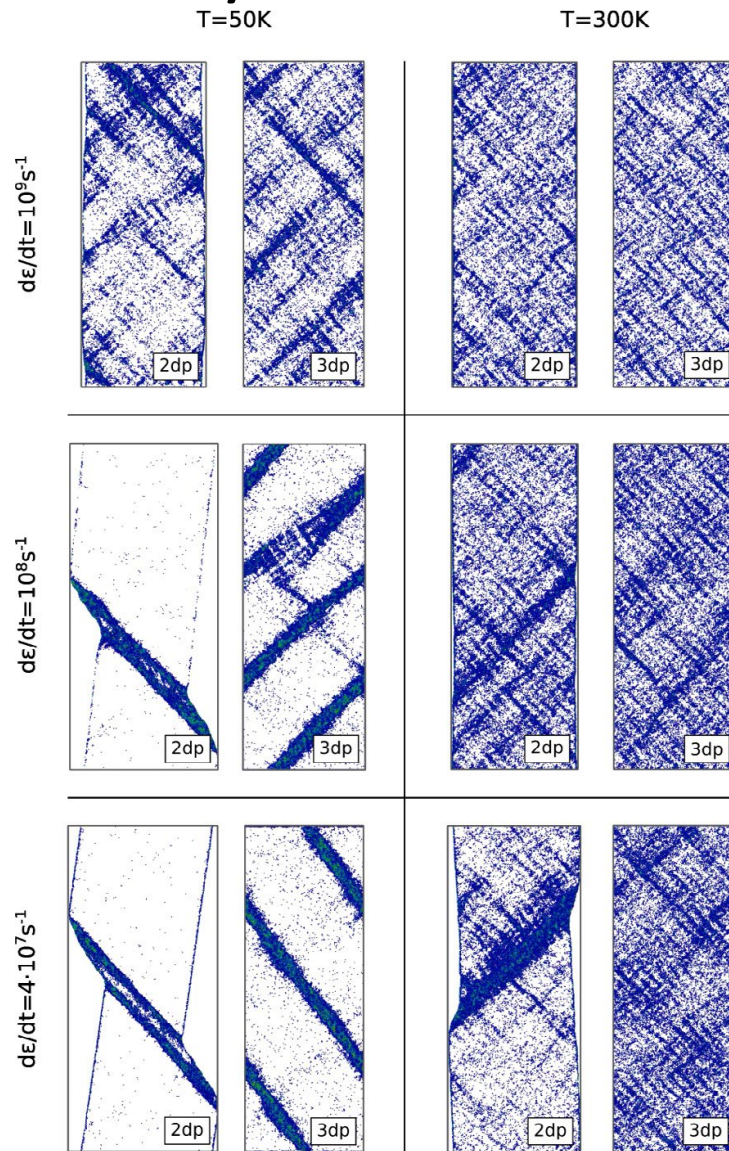 T=50K
T=300K
dε/dt=10⁹s⁻¹
2dp
3dp
2dp
3dp
dε/dt=10⁸s⁻¹
2dp
3dp
2dp
3dp
dε/dt=4·10⁷s⁻¹
2dp
3dp
2dp
3dp